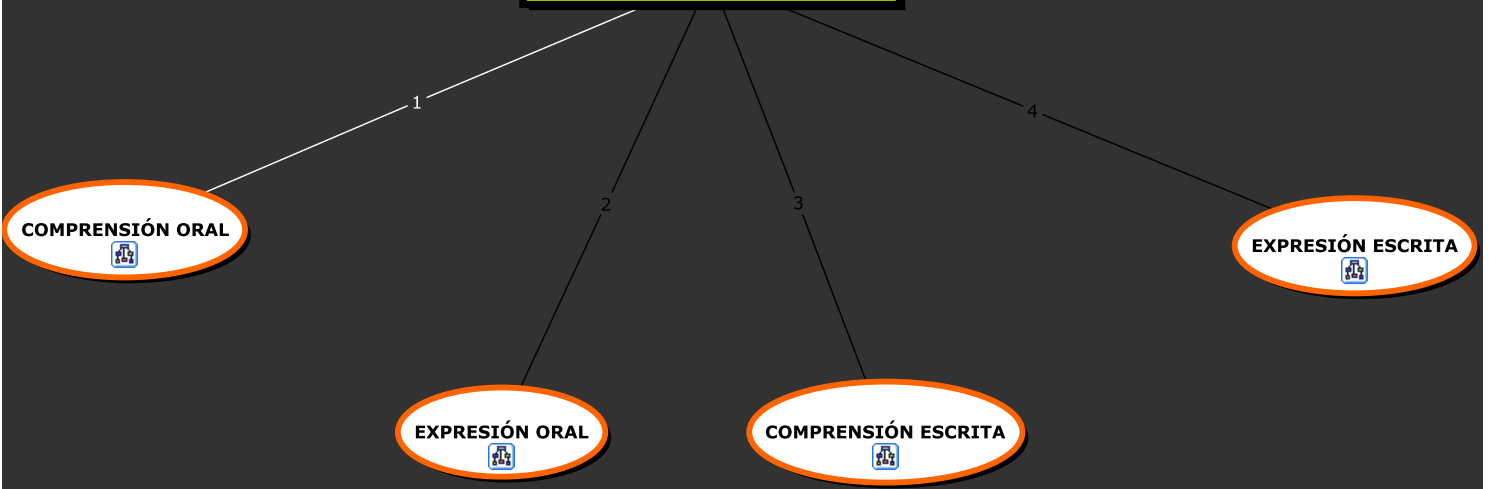 1
4
2
3
COMPRENSIÓN ORAL
EXPRESIÓN ESCRITA
EXPRESIÓN ORAL
COMPRENSIÓN ESCRITA